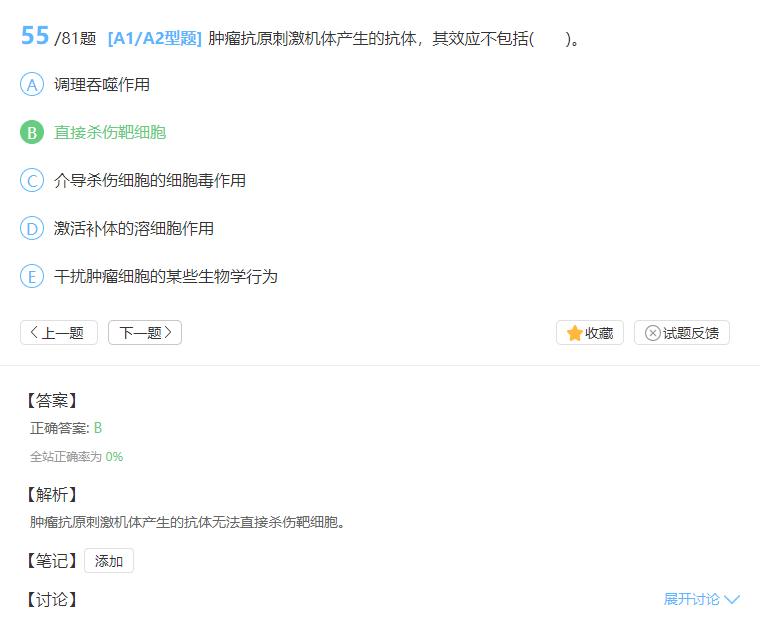 55 /81题 [A1/A2型题] 肿瘤抗原刺激机体产生的抗体，其效应不包括(　　)。
A 调理吞噬作用
B 直接杀伤靶细胞
C 介导杀伤细胞的细胞毒作用
D 激活补体的溶细胞作用
E 干扰肿瘤细胞的某些生物学行为
上一题 下一题 收藏 试题反馈
【答案】
正确答案: B
全站正确率为 0%
【解析】
肿瘤抗原刺激机体产生的抗体无法直接杀伤靶细胞。
【笔记】 添加
【讨论】 展开讨论